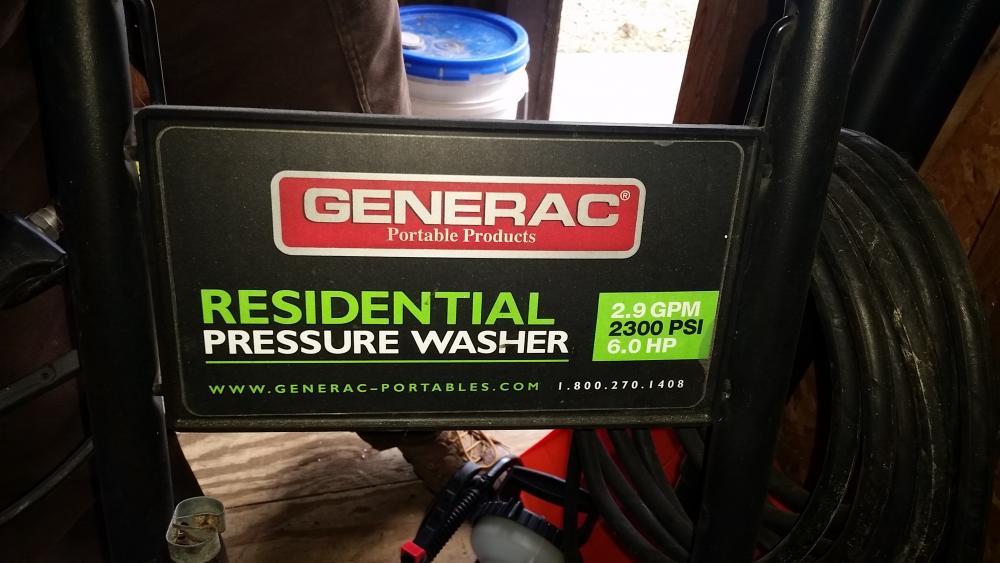 GENERAC®
Portable Products
RESIDENTIAL
PRESSURE WASHER
2.9 GPM
2300 PSI
6.0 HP
WWW.GENERAC-PORTABLES.COM 1.800.270.1408